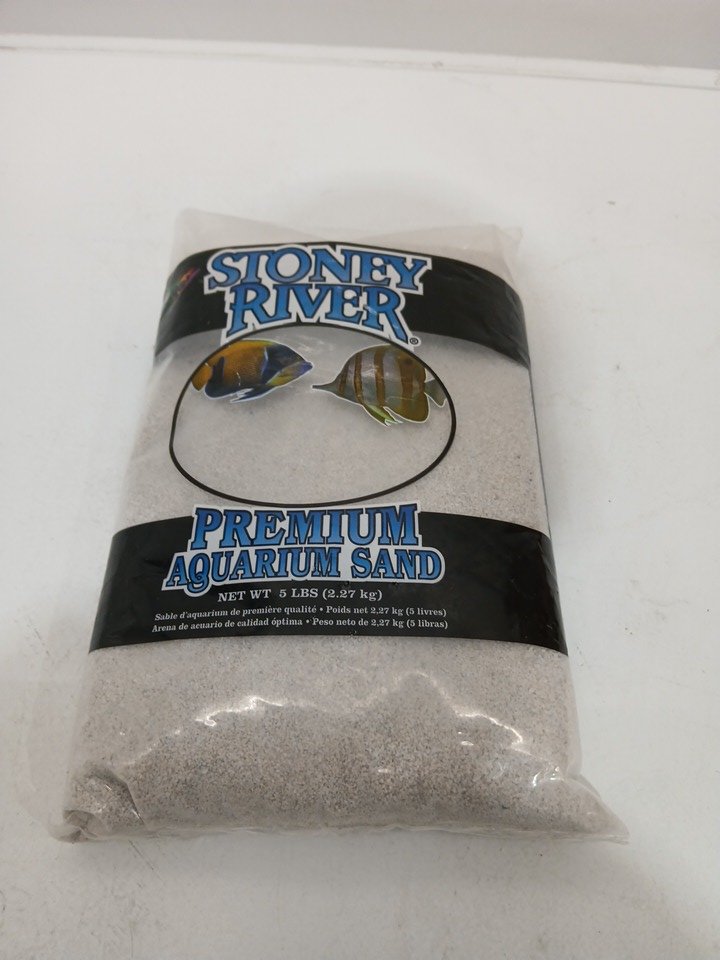 STONEY
RIVER®
PREMIUM
AQUARIUM SAND
NET WT 5 LBS (2.27 kg)
Sable d'aquarium de première qualité • Poids net 2,27 kg (5 livres)
Arena de acuario de calidad óptima • Peso neto de 2,27 kg (5 libras)